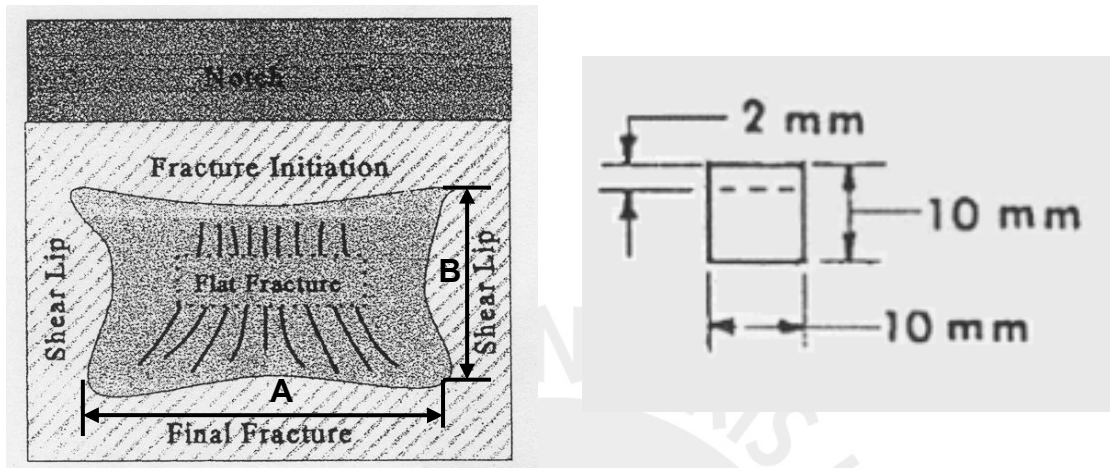 Notch
Fracture Initiation
Shear Lip
Flat Fracture
B
Shear Lip
A
Final Fracture
2 mm
10 mm
10 mm